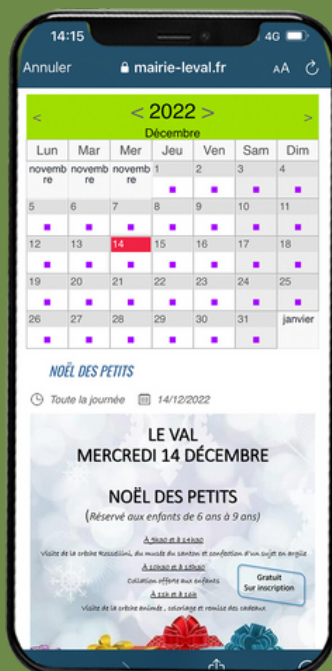 14:15 4G
Annuler mairie-leval.fr AA
< < 2022 > >
Décembre
Lun Mar Mer Jeu Ven Sam Dim
novemb novemb novemb 1 2 3 4
re re re
5 6 7 8 9 10 11
12 13 14 15 16 17 18
19 20 21 22 23 24 25
26 27 28 29 30 31 janvier
NOËL DES PETITS
Toute la journée 14/12/2022
LE VAL
MERCREDI 14 DÉCEMBRE
NOËL DES PETITS
(Réservé aux enfants de 6 ans à 9 ans)
À 9h30 et à 14h30
Visite de la crèche Rossellini, du musée du santon et confection d'un sujet en argile
À 10h30 et à 15h30
Collation offerte aux enfants
Gratuit
Sur inscription
À 11h et à 16h
Visite de la crèche animée, coloriage et remise des cadeaux